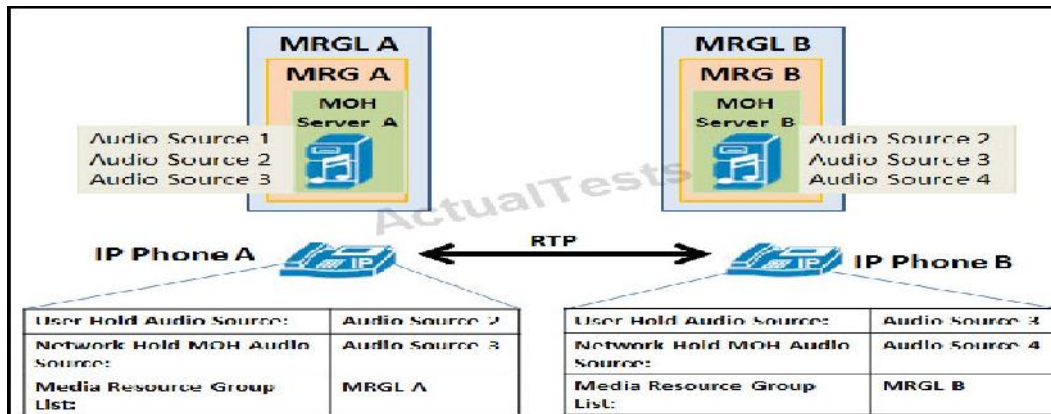 MRGL A
MRG A
MOH
Server A
Audio Source 1
Audio Source 2
Audio Source 3
MRGL B
MRG B
MOH
Server B
Audio Source 2
Audio Source 3
Audio Source 4
ActualTests
IP Phone A
IP
RTP
IP
IP Phone B
User Hold Audio Source: Audio Source 2
Network Hold MOH Audio Source: Audio Source 3
Media Resource Group List: MRGL A
User Hold Audio Source: Audio Source 3
Network Hold MOH Audio Source: Audio Source 4
Media Resource Group List: MRGL B